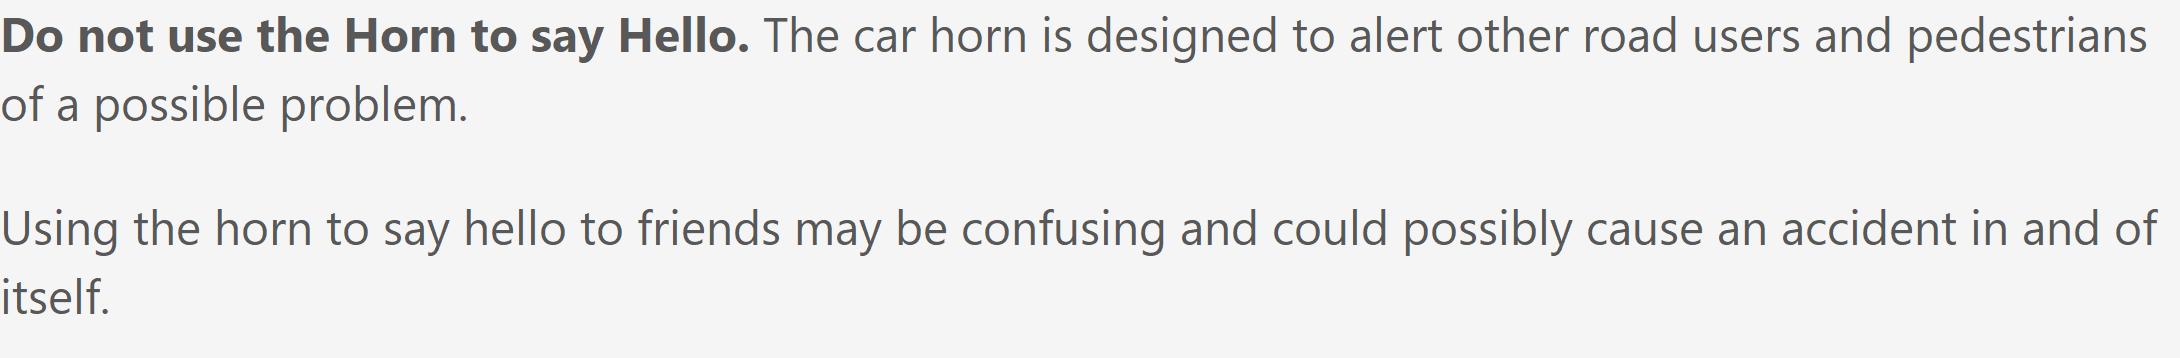 Do not use the Horn to say Hello. The car horn is designed to alert other road users and pedestrians
of a possible problem.
Using the horn to say hello to friends may be confusing and could possibly cause an accident in and of
itself.